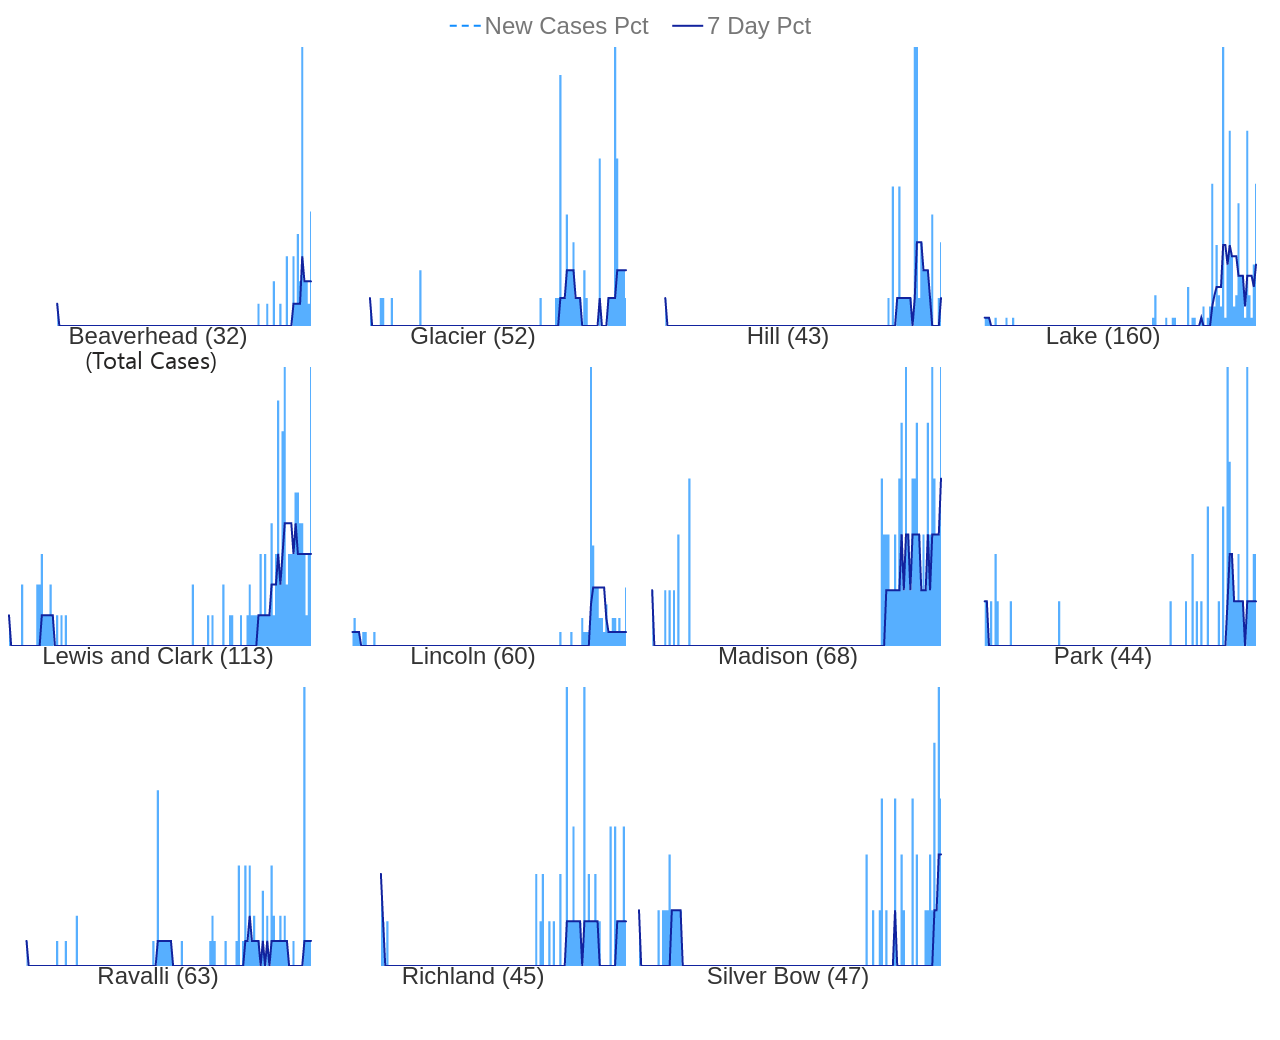 New Cases Pct 7 Day Pct
Beaverhead (32)
(Total Cases)
Glacier (52)
Hill (43)
Lake (160)
Lewis and Clark (113)
Lincoln (60)
Madison (68)
Park (44)
Ravalli (63)
Richland (45)
Silver Bow (47)